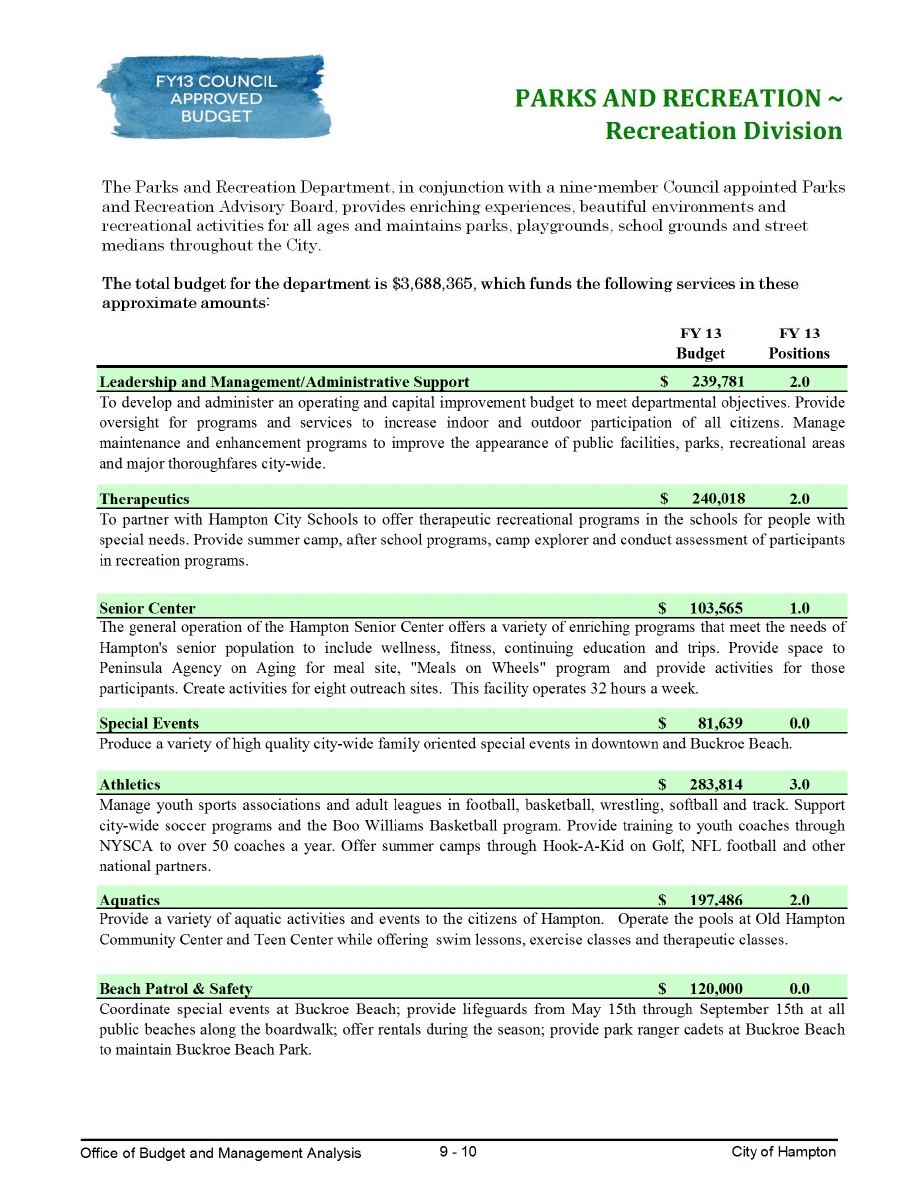 FY13 COUNCIL
APPROVED
BUDGET
PARKS AND RECREATION ~
Recreation Division
The Parks and Recreation Department, in conjunction with a nine-member Council appointed Parks
and Recreation Advisory Board, provides enriching experiences, beautiful environments and
recreational activities for all ages and maintains parks, playgrounds, school grounds and street
medians throughout the City.
The total budget for the department is $3,688,365, which funds the following services in these
approximate amounts:
FY 13 FY 13
Budget Positions
Leadership and Management/Administrative Support $ 239,781 2.0
To develop and administer an operating and capital improvement budget to meet departmental objectives. Provide
oversight for programs and services to increase indoor and outdoor participation of all citizens. Manage
maintenance and enhancement programs to improve the appearance of public facilities, parks, recreational areas
and major thoroughfares city-wide.
Therapeutics $ 240,018 2.0
To partner with Hampton City Schools to offer therapeutic recreational programs in the schools for people with
special needs. Provide summer camp, after school programs, camp explorer and conduct assessment of participants
in recreation programs.
Senior Center $ 103,565 1.0
The general operation of the Hampton Senior Center offers a variety of enriching programs that meet the needs of
Hampton's senior population to include wellness, fitness, continuing education and trips. Provide space to
Peninsula Agency on Aging for meal site, "Meals on Wheels" program and provide activities for those
participants. Create activities for eight outreach sites. This facility operates 32 hours a week.
Special Events $ 81,639 0.0
Produce a variety of high quality city-wide family oriented special events in downtown and Buckroe Beach.
Athletics $ 283,814 3.0
Manage youth sports associations and adult leagues in football, basketball, wrestling, softball and track. Support
city-wide soccer programs and the Boo Williams Basketball program. Provide training to youth coaches through
NYSCA to over 50 coaches a year. Offer summer camps through Hook-A-Kid on Golf, NFL football and other
national partners.
Aquatics $ 197,486 2.0
Provide a variety of aquatic activities and events to the citizens of Hampton. Operate the pools at Old Hampton
Community Center and Teen Center while offering swim lessons, exercise classes and therapeutic classes.
Beach Patrol & Safety $ 120,000 0.0
Coordinate special events at Buckroe Beach; provide lifeguards from May 15th through September 15th at all
public beaches along the boardwalk; offer rentals during the season; provide park ranger cadets at Buckroe Beach
to maintain Buckroe Beach Park.
Office of Budget and Management Analysis 9 - 10 City of Hampton